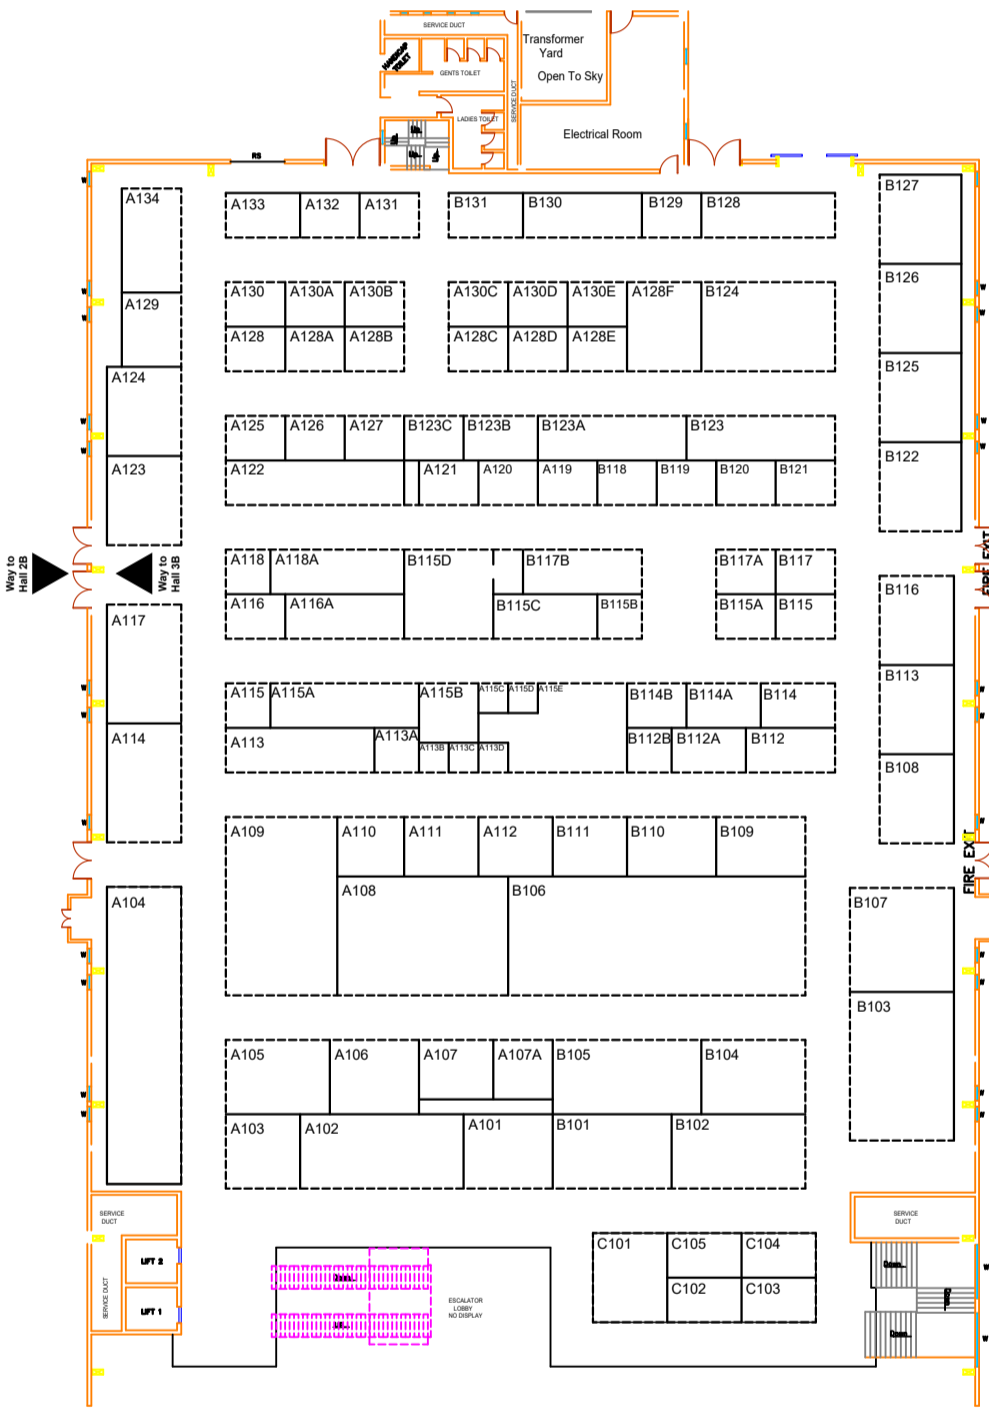 SERVICE DUCT
Transformer
Yard
Open To Sky
HANDICAP
TOILET
GENTS TOILET
SERVICE DUCT
LADIES TOILET
Electrical Room
RS
A134
A133
A132
A131
B131
B130
B129
B128
B127
A129
A130
A130A
A130B
A130C
A130D
A130E
A128F
B124
B126
A128
A128A
A128B
A128C
A128D
A128E
A124
B125
A125
A126
A127
B123C
B123B
B123A
B123
A123
A122
A121
A120
A119
B118
B119
B120
B121
B122
Way to
Hall 2B
Way to
Hall 3B
A118
A118A
B115D
B117B
B117A
B117
FIRE EXIT
B116
A116
A116A
B115C
B115B
B115A
B115
A117
A115
A115A
A115B
A115C
A115D
A115E
B114B
B114A
B114
B113
A114
A113
A113A
A113B
A113C
A113D
B112B
B112A
B112
B108
A109
A110
A111
A112
B111
B110
B109
FIRE EXIT
A104
A108
B106
B107
B103
A105
A106
A107
A107A
B105
B104
A103
A102
A101
B101
B102
SERVICE
DUCT
SERVICE
DUCT
C101
C105
C104
LIFT 2
Down
Down
C102
C103
SERVICE DUCT
LIFT 1
ESCALATOR
LOBBY
NO DISPLAY
Down
Down